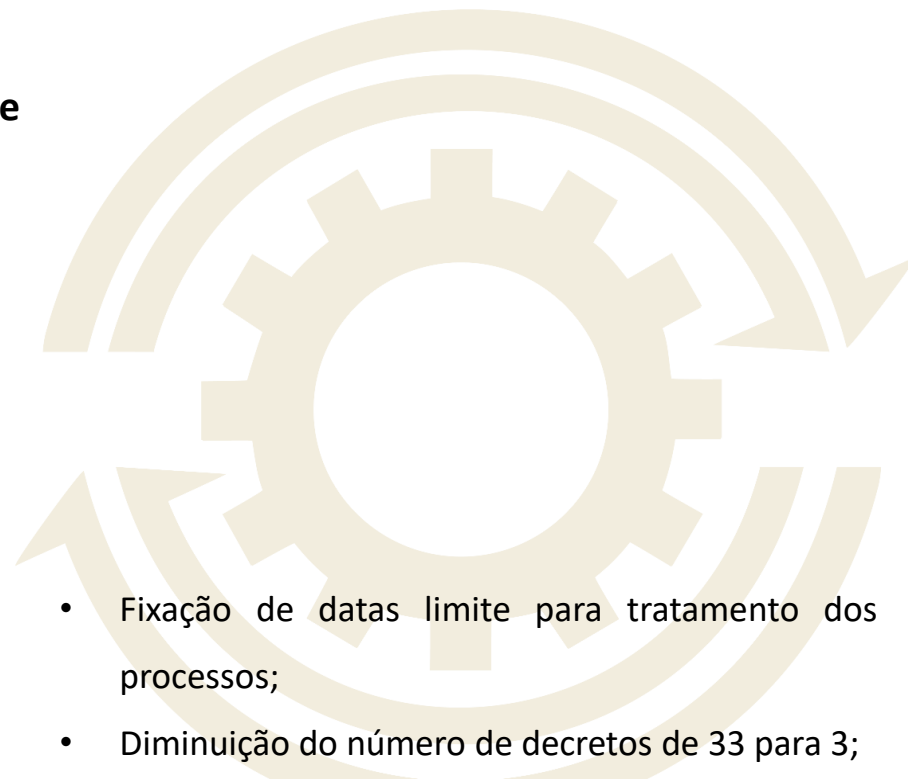 e
• Fixação de datas limite para tratamento dos
processos;
• Diminuição do número de decretos de 33 para 3;